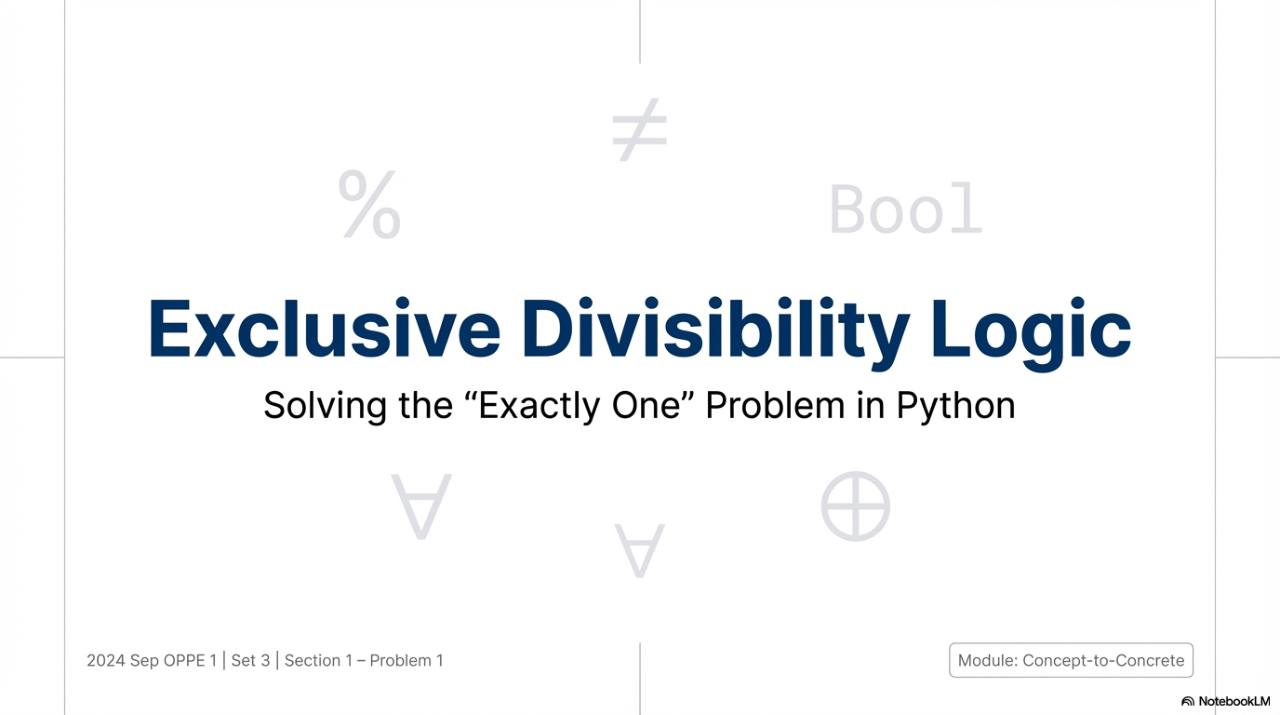 ≠
%
Bool
Exclusive Divisibility Logic
Solving the “Exactly One” Problem in Python
∀
∀
⊕
2024 Sep OPPE 1 | Set 3 | Section 1 – Problem 1
Module: Concept-to-Concrete
NotebookLM